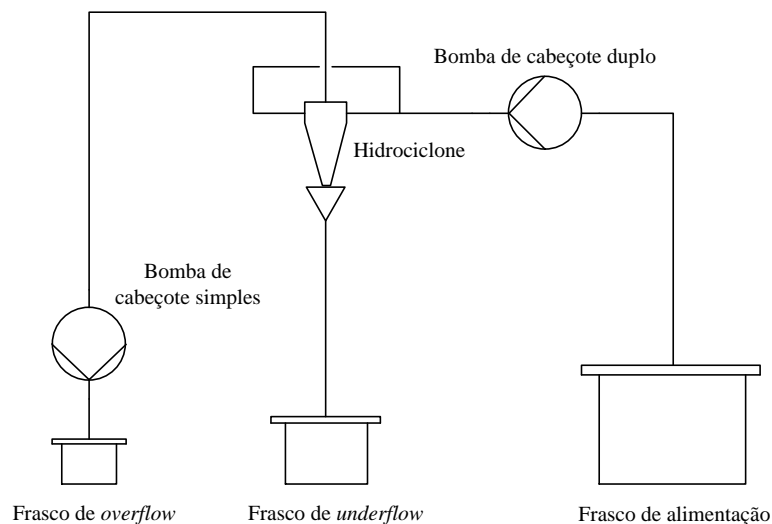 Bomba de cabeçote duplo
Hidrociclone
Bomba de
cabeçote simples
Frasco de overflow
Frasco de underflow
Frasco de alimentação